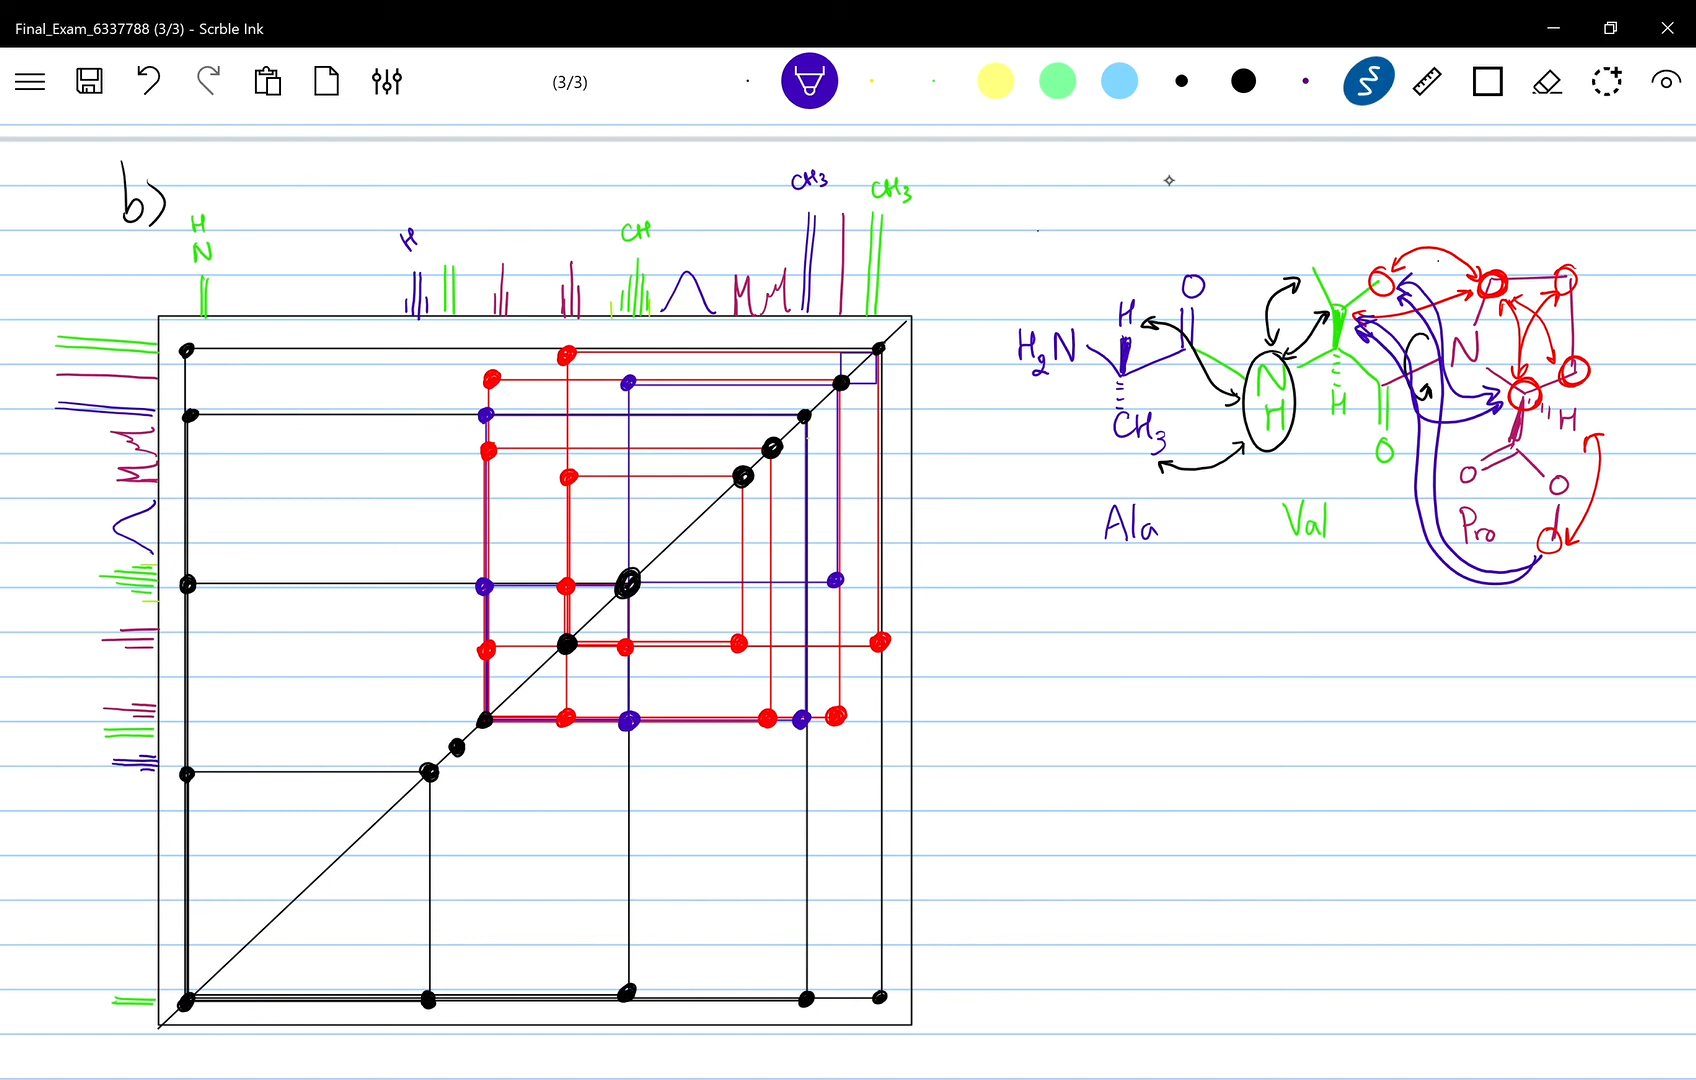 Final_Exam_6337788 (3/3) - Scrble Ink
(3/3)
b)
H
N
H
CH
CH3
CH3
O
H
H2N
N
H
CH3
H
O
N
H
O
O
Ala
Val
Pro